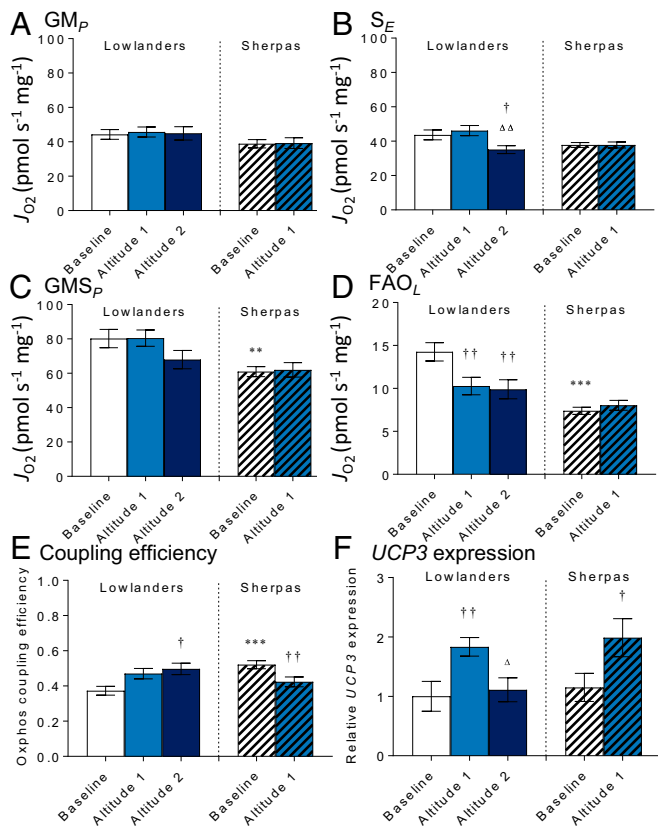 A GMP
Lowlanders Sherpas
JO2 (pmol s-1 mg-1)
100
80
60
40
20
0
Baseline
Altitude 1
Altitude 2
Baseline
Altitude 1
B SE
Lowlanders Sherpas
JO2 (pmol s-1 mg-1)
100
80
60
40
20
0
†
ΔΔ
Baseline
Altitude 1
Altitude 2
Baseline
Altitude 1
C GMSP
Lowlanders Sherpas
JO2 (pmol s-1 mg-1)
100
80
60
40
20
0
**
Baseline
Altitude 1
Altitude 2
Baseline
Altitude 1
D FAOL
Lowlanders Sherpas
JO2 (pmol s-1 mg-1)
20
15
10
5
0
†† †† ***
Baseline
Altitude 1
Altitude 2
Baseline
Altitude 1
E Coupling efficiency
Lowlanders Sherpas
Oxphos coupling efficiency
1.0
0.8
0.6
0.4
0.2
0.0
† *** ††
Baseline
Altitude 1
Altitude 2
Baseline
Altitude 1
F UCP3 expression
Lowlanders Sherpas
Relative UCP3 expression
3
2
1
0
†† Δ †
Baseline
Altitude 1
Altitude 2
Baseline
Altitude 1